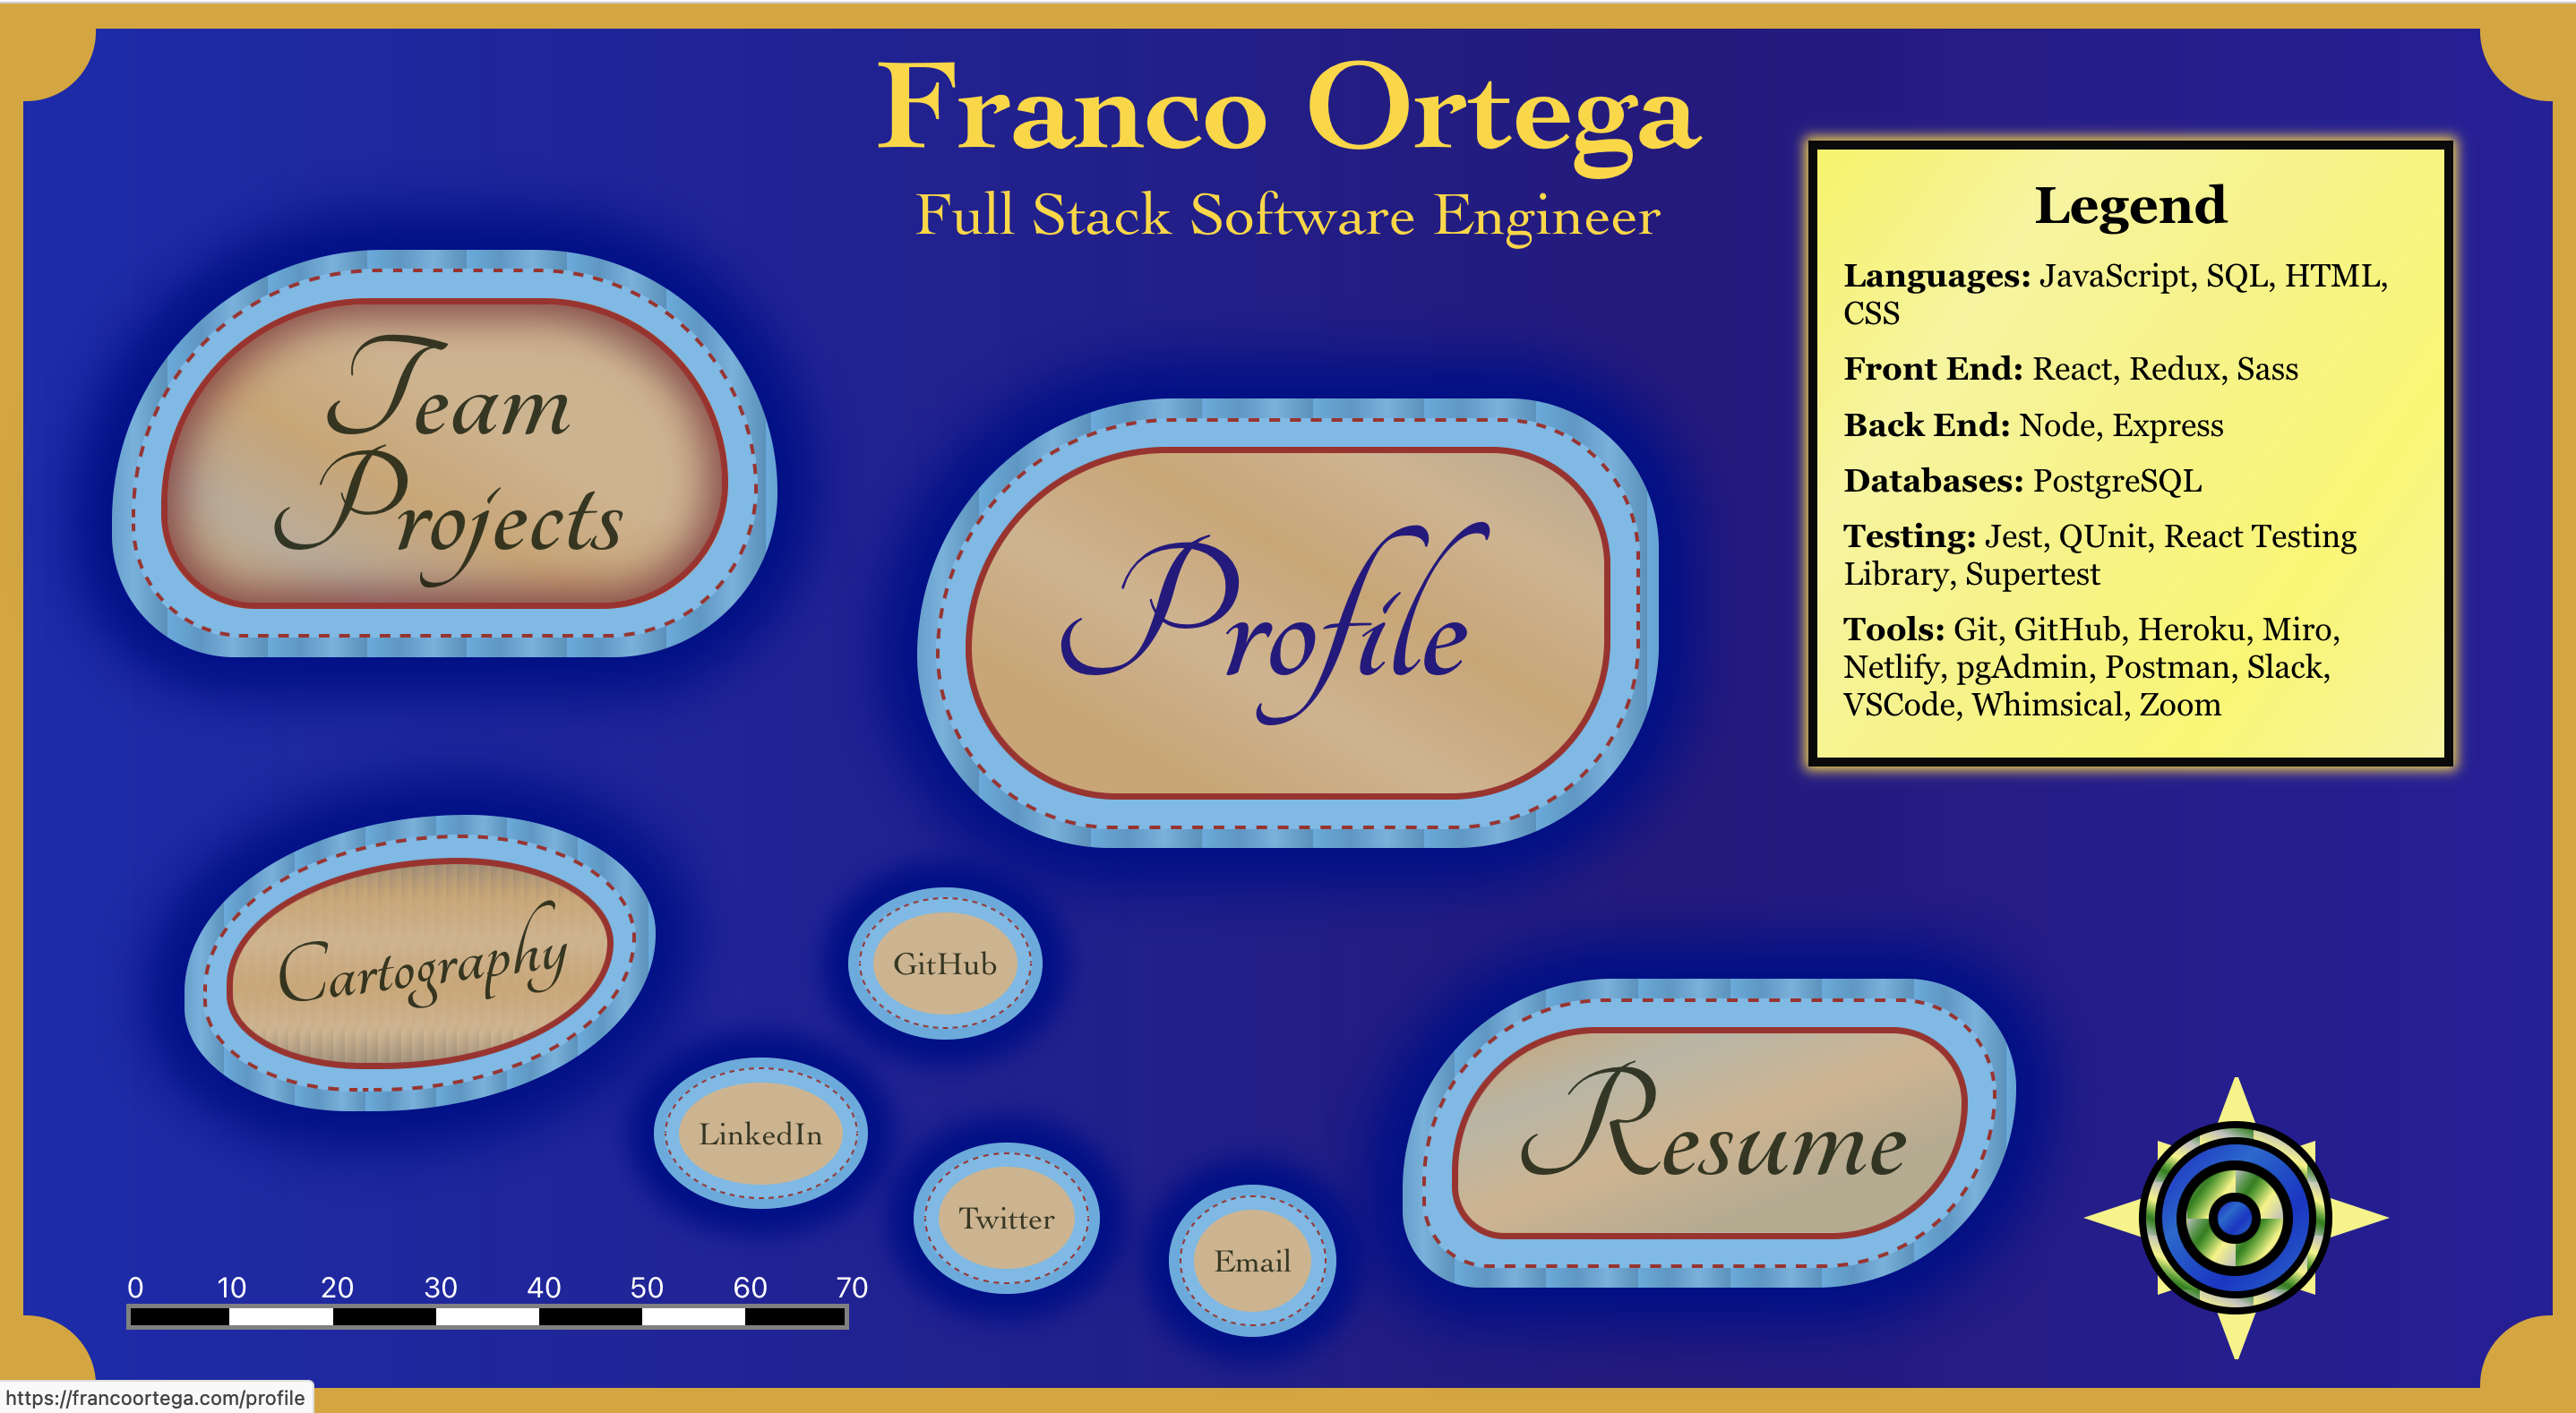 Franco Ortega
Full Stack Software Engineer
Team
Projects
Profile
Legend
Languages: JavaScript, SQL, HTML,
CSS
Front End: React, Redux, Sass
Back End: Node, Express
Databases: PostgreSQL
Testing: Jest, QUnit, React Testing
Library, Supertest
Tools: Git, GitHub, Heroku, Miro,
Netlify, pgAdmin, Postman, Slack,
VSCode, Whimsical, Zoom
Cartography
GitHub
LinkedIn
Twitter
Email
Resume
0 10 20 30 40 50 60 70
https://francoortega.com/profile